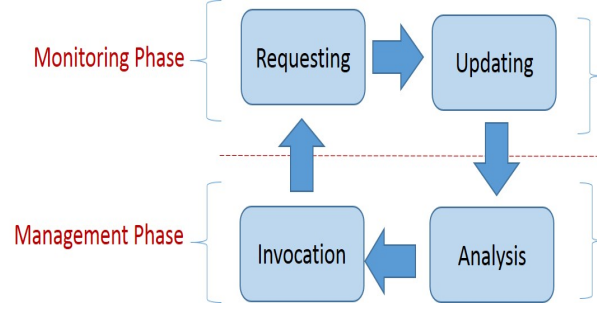 Monitoring Phase
Requesting
Updating
Management Phase
Invocation
Analysis